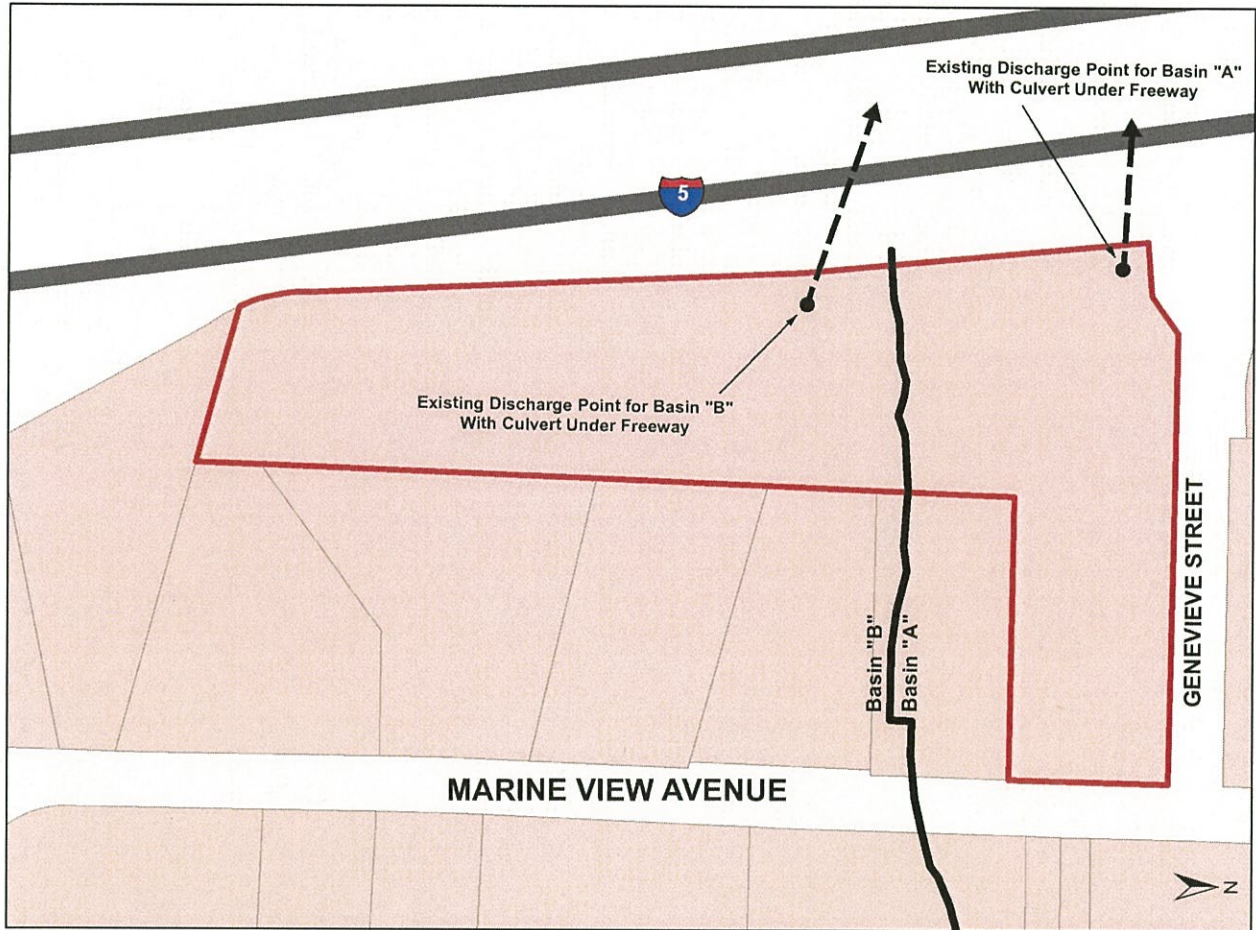 Existing Discharge Point for Basin "A"
With Culvert Under Freeway
5
Existing Discharge Point for Basin "B"
With Culvert Under Freeway
GENEVIEVE STREET
Basin "B"
Basin "A"
MARINE VIEW AVENUE
N